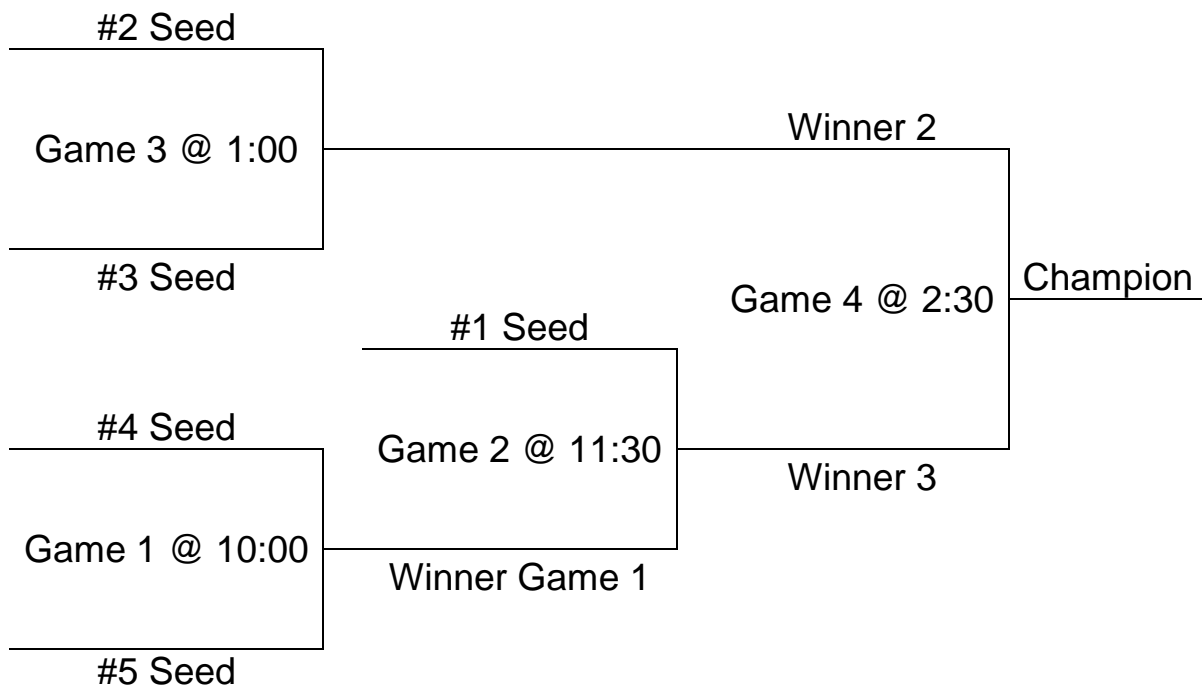 #2 Seed
Game 3 @ 1:00
Winner 2
#3 Seed
Champion
Game 4 @ 2:30
#1 Seed
#4 Seed
Game 2 @ 11:30
Winner 3
Game 1 @ 10:00
Winner Game 1
#5 Seed